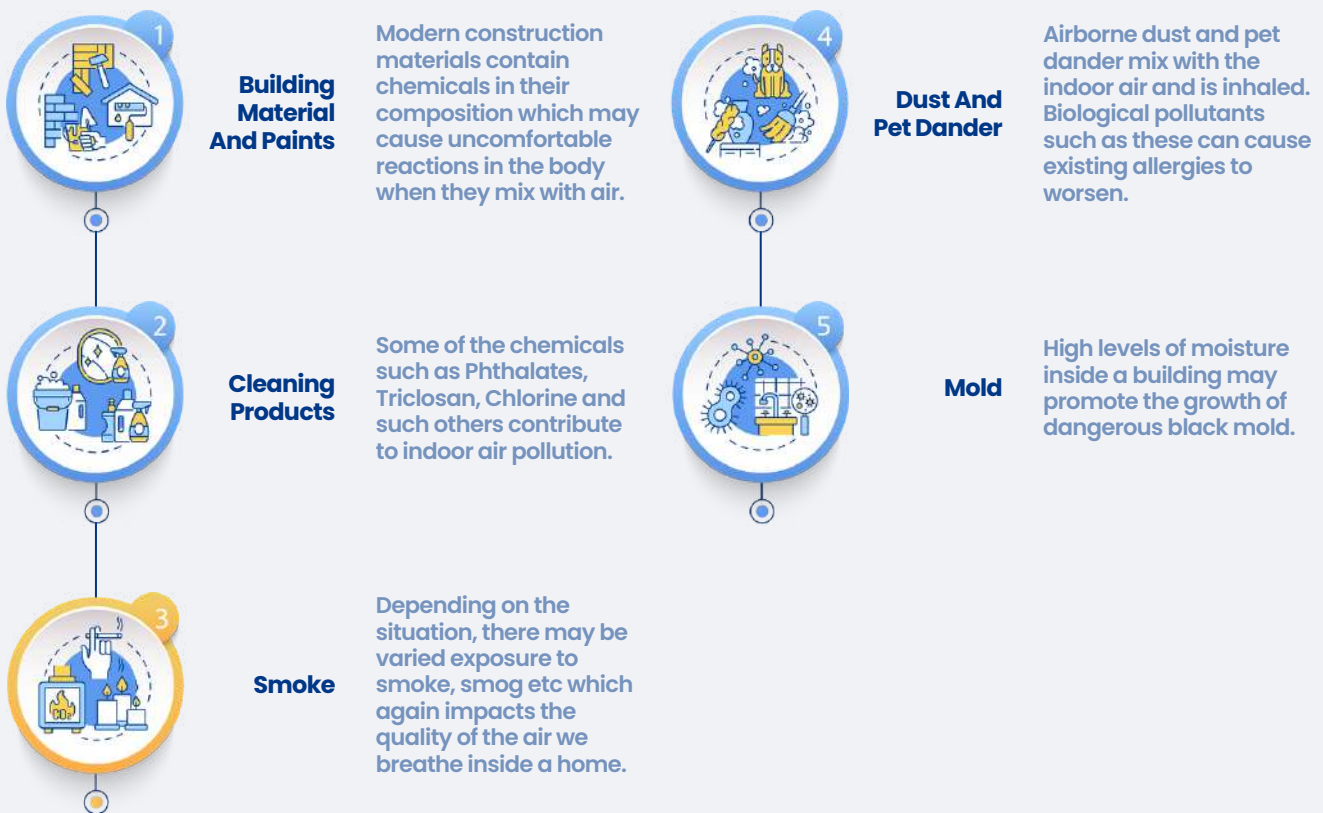 1
Building
Material
And Paints
Modern construction
materials contain
chemicals in their
composition which may
cause uncomfortable
reactions in the body
when they mix with air.
2
Cleaning
Products
Some of the chemicals
such as Phthalates,
Triclosan, Chlorine and
such others contribute
to indoor air pollution.
3
CO2
Smoke
Depending on the
situation, there may be
varied exposure to
smoke, smog etc which
again impacts the
quality of the air we
breathe inside a home.
4
Dust And
Pet Dander
Airborne dust and pet
dander mix with the
indoor air and is inhaled.
Biological pollutants
such as these can cause
existing allergies to
worsen.
5
Mold
High levels of moisture
inside a building may
promote the growth of
dangerous black mold.